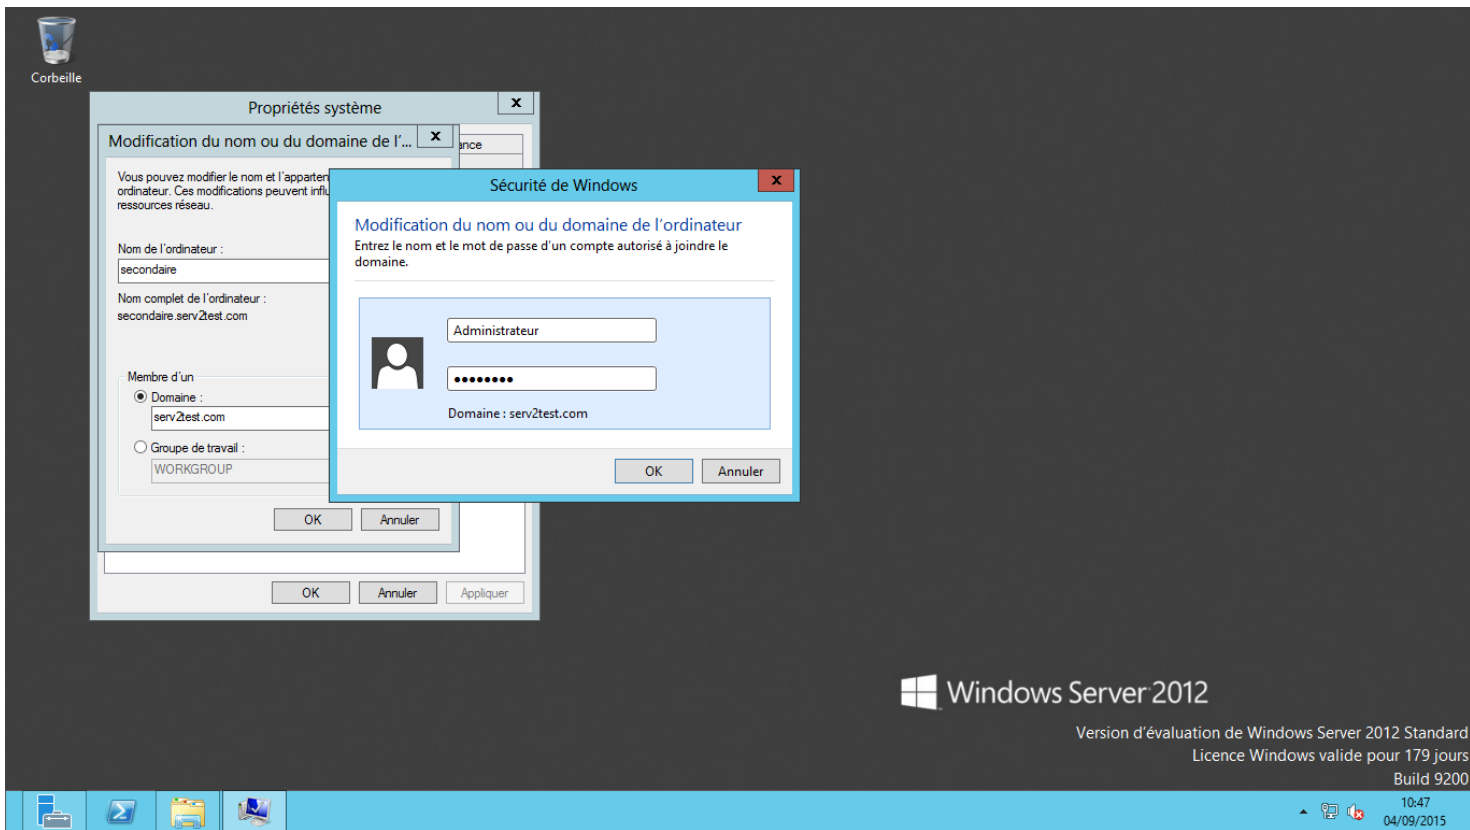 Corbeille
Propriétés système
Modification du nom ou du domaine de l'...
Vous pouvez modifier le nom et l'apparten
ordinateur. Ces modifications peuvent influ
ressources réseau.
Nom de l'ordinateur :
secondaire
Nom complet de l'ordinateur :
secondaire.serv2test.com
Membre d'un
Domaine :
serv2test.com
Groupe de travail :
WORKGROUP
OK Annuler
OK Annuler Appliquer
Sécurité de Windows
Modification du nom ou du domaine de l'ordinateur
Entrez le nom et le mot de passe d'un compte autorisé à joindre le
domaine.
Administrateur
●●●●●●●●
Domaine : serv2test.com
OK Annuler
Windows Server 2012
Version d'évaluation de Windows Server 2012 Standard
Licence Windows valide pour 179 jours
Build 9200
10:47
04/09/2015